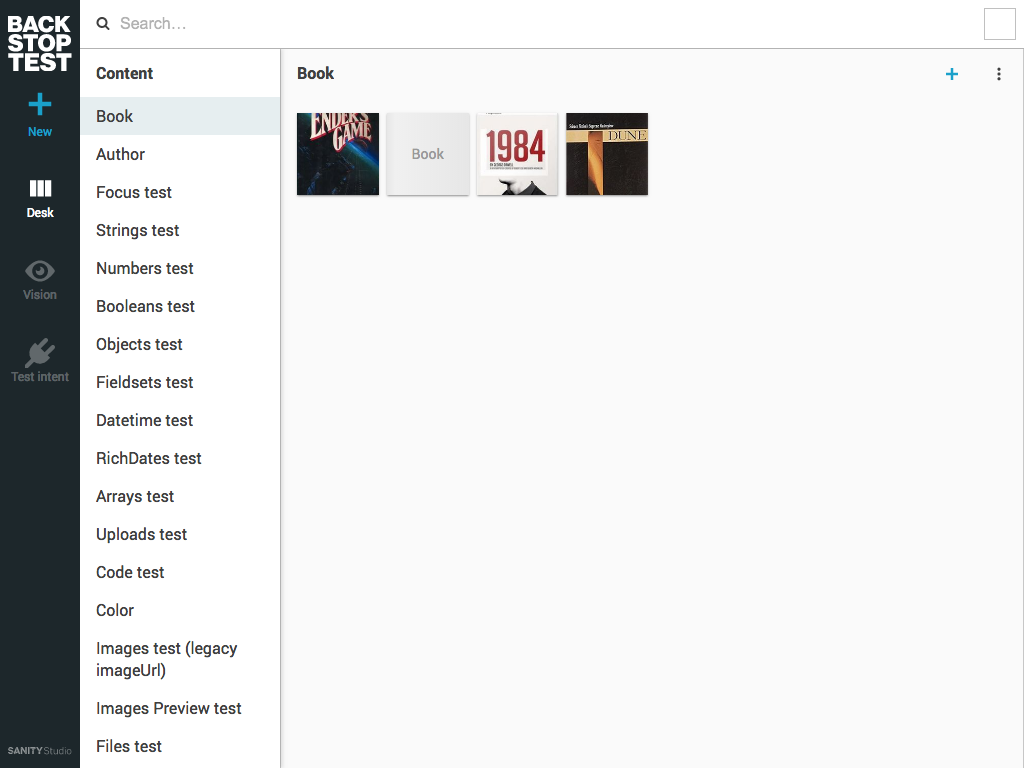 BACK
STOP
TEST
Search...
New
Desk
Vision
Test intent
SANITY Studio
Content
Book
Author
Focus test
Strings test
Numbers test
Booleans test
Objects test
Fieldsets test
Datetime test
RichDates test
Arrays test
Uploads test
Code test
Color
Images test (legacy
imageUrl)
Images Preview test
Files test
Book
ENDER'S
GAME
Book
1984
DUNE